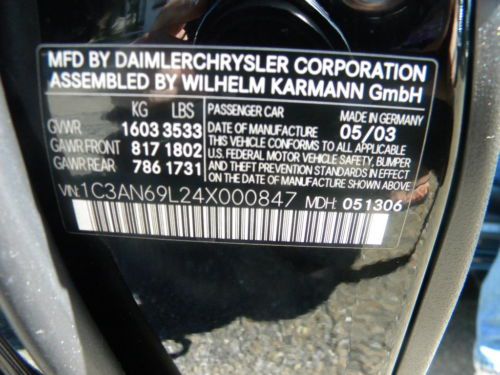 MFD BY DAIMLERCHRYSLER CORPORATION
ASSEMBLED BY WILHELM KARMANN GmbH
KG LBS PASSENGER CAR MADE IN GERMANY
GVWR 1603 3533 DATE OF MANUFACTURE 05/03
GAWR.FRONT 817 1802 THIS VEHICLE CONFORMS TO ALL APPLICABLE
GAWR.REAR 786 1731 U.S. FEDERAL MOTOR VEHICLE SAFETY, BUMPER
AND THEFT PREVENTION STANDARDS IN EFFECT
ON THE DATE OF MANUFACTURE SHOWN ABOVE
VIN: 1C3AN69L24X000847 MDH: 051306